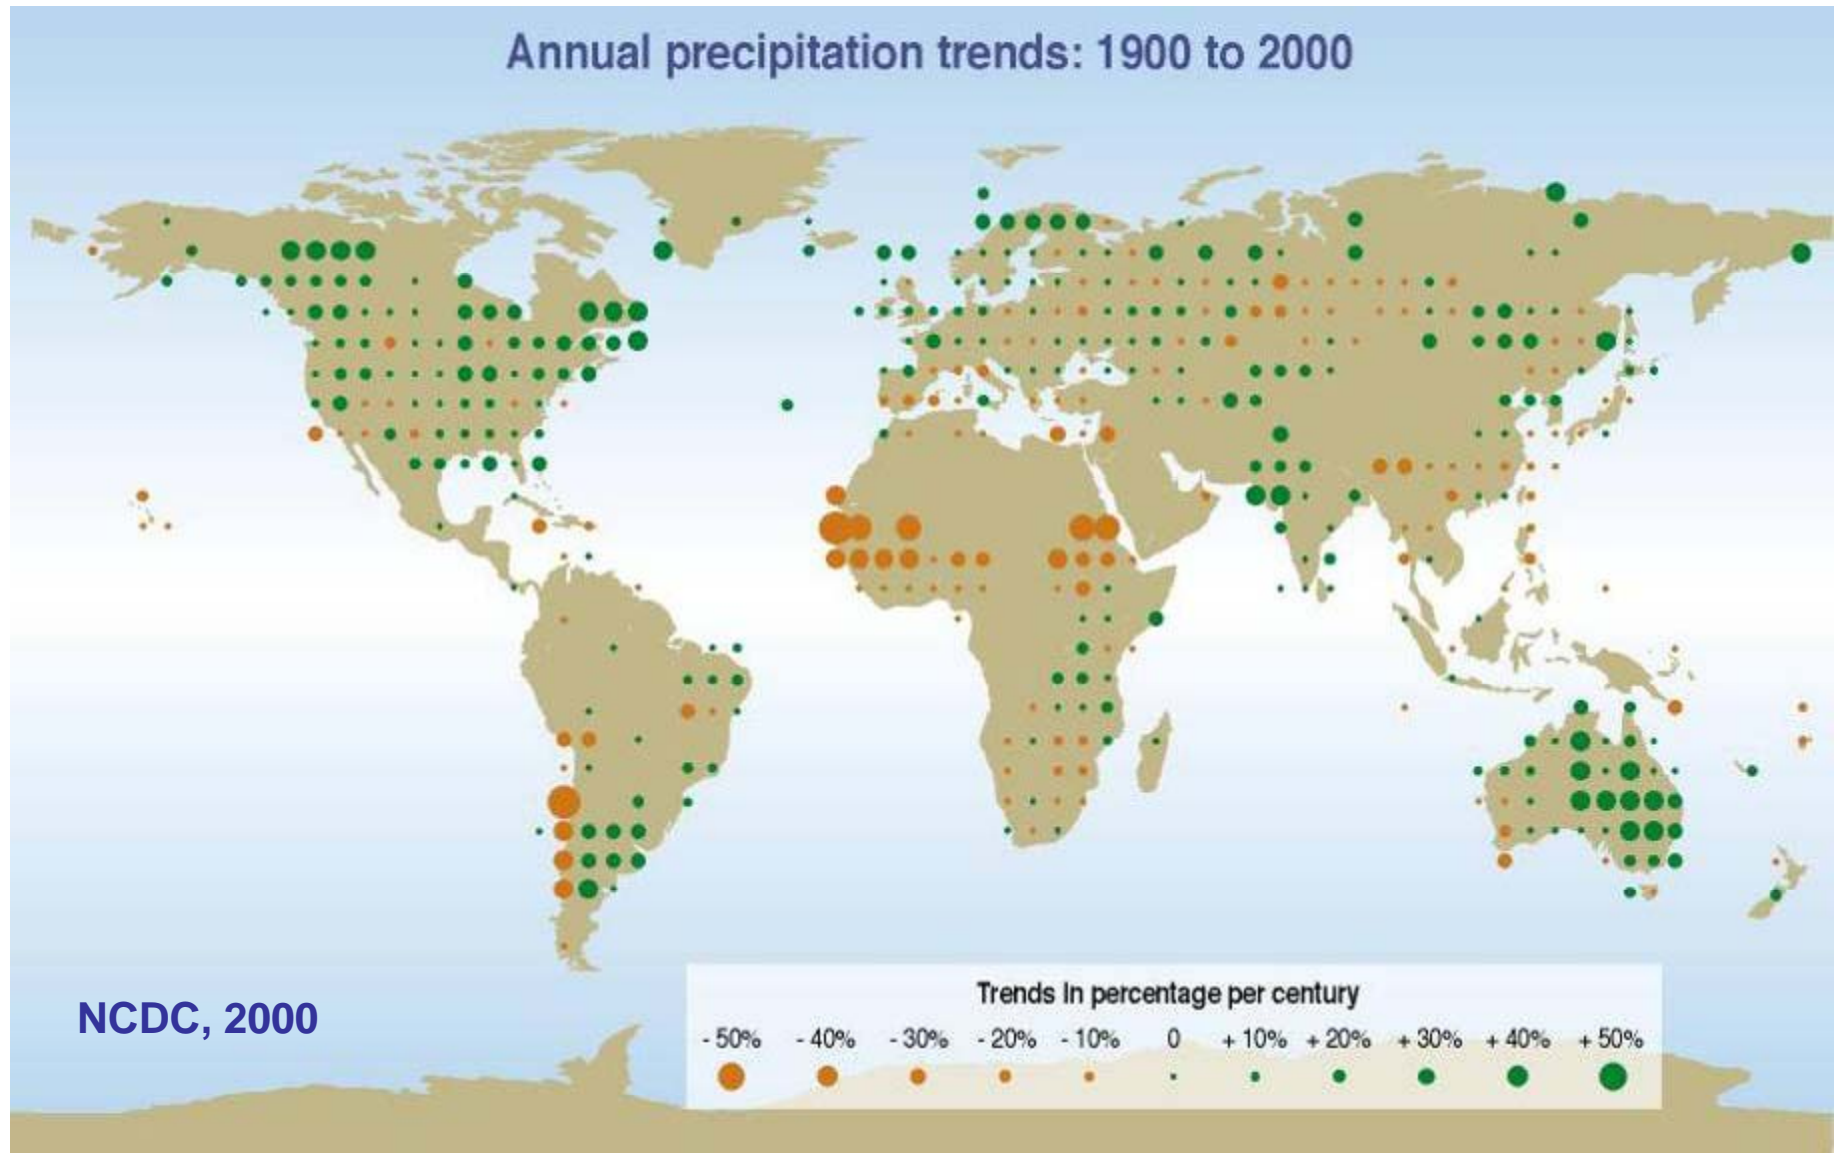 Annual precipitation trends: 1900 to 2000
NCDC, 2000
Trends In percentage per century
- 50% - 40% - 30% - 20% - 10% 0 + 10% + 20% + 30% + 40% + 50%